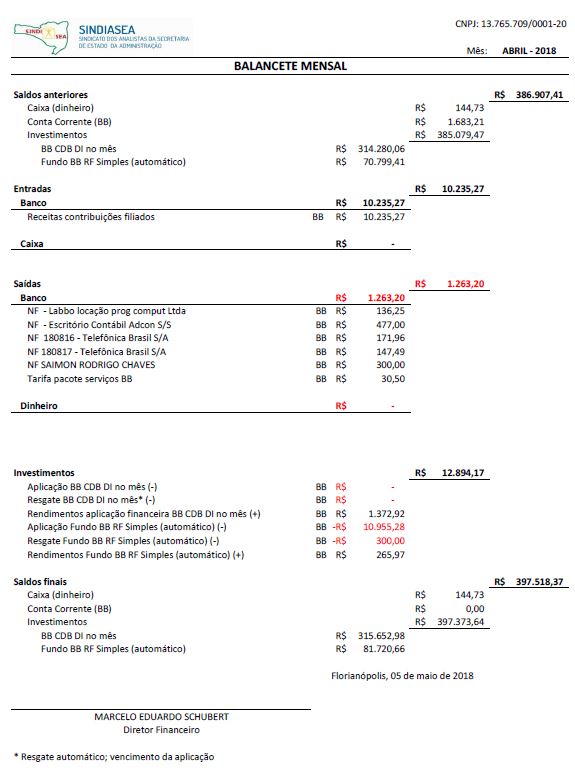 SINDI SEA
SINDIASEA
SINDICATO DOS ANALISTAS DA SECRETARIA
DE ESTADO DA ADMINISTRAÇÃO
CNPJ: 13.765.709/0001-20
Mês: ABRIL - 2018
BALANCETE MENSAL
Saldos anteriores R$ 386.907,41
Caixa (dinheiro) R$ 144,73
Conta Corrente (BB) R$ 1.683,21
Investimentos R$ 385.079,47
BB CDB DI no mês R$ 314.280,06
Fundo BB RF Simples (automático) R$ 70.799,41
Entradas R$ 10.235,27
Banco R$ 10.235,27
Receitas contribuições filiados BB R$ 10.235,27
Caixa R$ -
Saídas R$ 1.263,20
Banco R$ 1.263,20
NF - Labbo locação prog comput Ltda BB R$ 136,25
NF - Escritório Contábil Adcon S/S BB R$ 477,00
NF 180816 - Telefônica Brasil S/A BB R$ 171,96
NF 180817 - Telefônica Brasil S/A BB R$ 147,49
NF SAIMON RODRIGO CHAVES BB R$ 300,00
Tarifa pacote serviços BB BB R$ 30,50
Dinheiro R$ -
Investimentos R$ 12.894,17
Aplicação BB CDB DI no mês (-) BB R$ -
Resgate BB CDB DI no mês* (-) BB R$ -
Rendimentos aplicação financeira BB CDB DI no mês (+) BB R$ 1.372,92
Aplicação Fundo BB RF Simples (automático) (-) BB -R$ 10.955,28
Resgate Fundo BB RF Simples (automático) (-) BB -R$ 300,00
Rendimentos Fundo BB RF Simples (automático) (+) BB R$ 265,97
Saldos finais R$ 397.518,37
Caixa (dinheiro) R$ 144,73
Conta Corrente (BB) R$ 0,00
Investimentos R$ 397.373,64
BB CDB DI no mês R$ 315.652,98
Fundo BB RF Simples (automático) R$ 81.720,66
Florianópolis, 05 de maio de 2018
MARCELO EDUARDO SCHUBERT
Diretor Financeiro
* Resgate automático; vencimento da aplicação